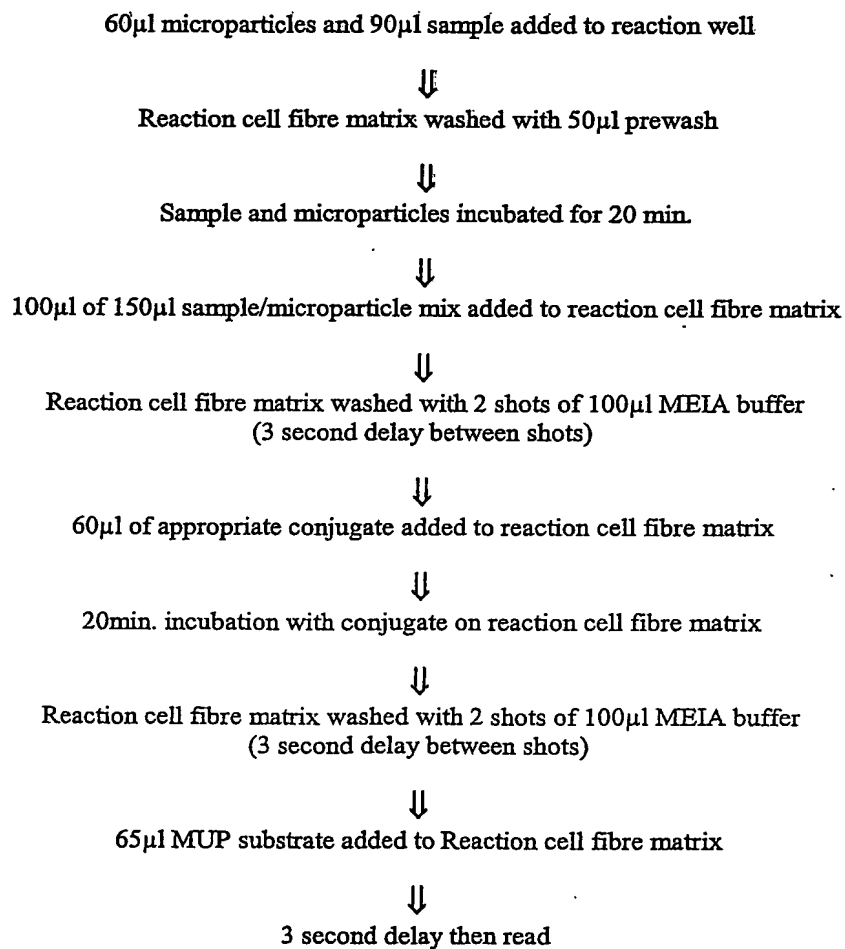 60µl microparticles and 90µl sample added to reaction well
⇓
Reaction cell fibre matrix washed with 50µl prewash
⇓
Sample and microparticles incubated for 20 min.
⇓
100µl of 150µl sample/microparticle mix added to reaction cell fibre matrix
⇓
Reaction cell fibre matrix washed with 2 shots of 100µl MEIA buffer
(3 second delay between shots)
⇓
60µl of appropriate conjugate added to reaction cell fibre matrix
⇓
20min. incubation with conjugate on reaction cell fibre matrix
⇓
Reaction cell fibre matrix washed with 2 shots of 100µl MEIA buffer
(3 second delay between shots)
⇓
65µl MUP substrate added to Reaction cell fibre matrix
⇓
3 second delay then read